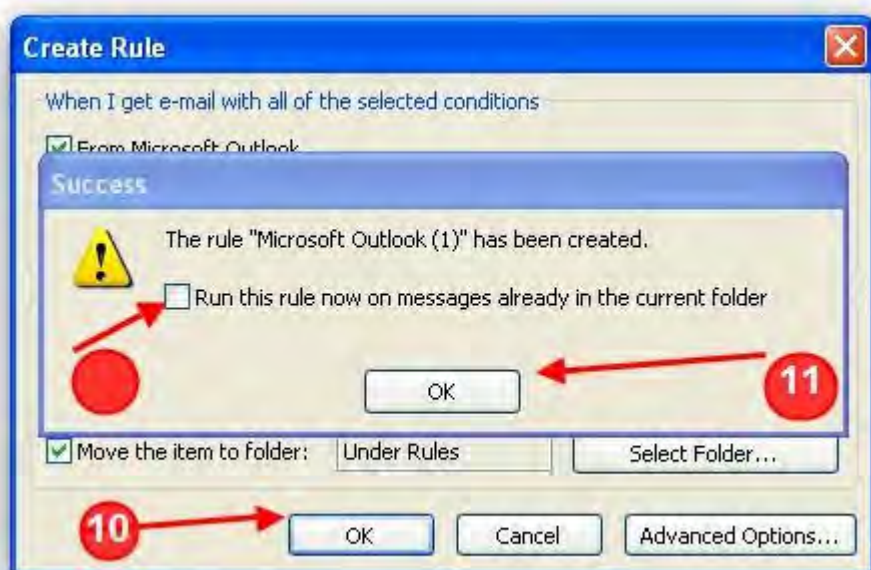 Create Rule
When I get e-mail with all of the selected conditions
From Microsoft Outlook
Success
The rule "Microsoft Outlook (1)" has been created.
Run this rule now on messages already in the current folder
OK
11
Move the item to folder: Under Rules Select Folder...
10 OK Cancel Advanced Options...